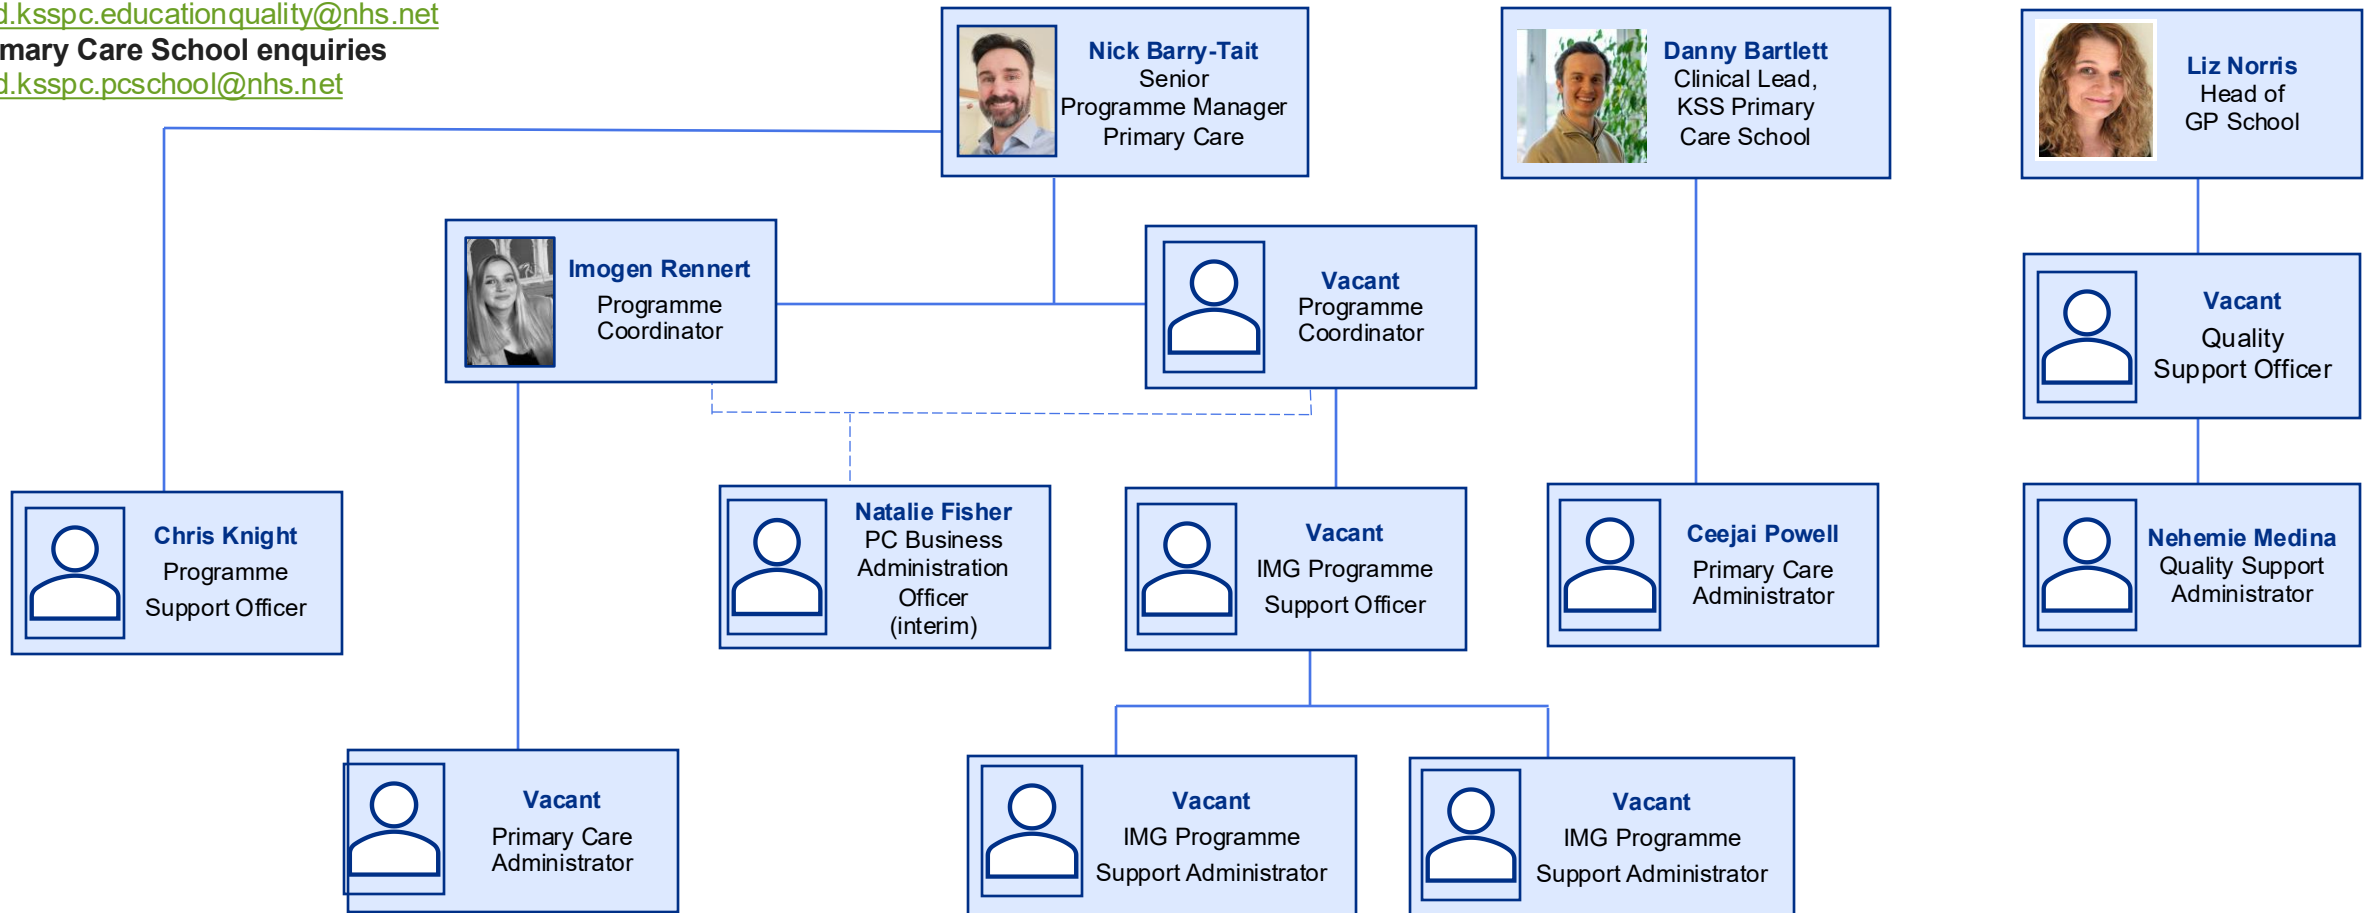 d.ksspc.educationquality@nhs.net
mary Care School enquiries
d.ksspc.pcschool@nhs.net
Nick Barry-Tait
Senior
Programme Manager
Primary Care
Danny Bartlett
Clinical Lead,
KSS Primary
Care School
Liz Norris
Head of
GP School
Imogen Rennert
Programme
Coordinator
Vacant
Programme
Coordinator
Vacant
Quality
Support Officer
Chris Knight
Programme
Support Officer
Natalie Fisher
PC Business
Administration
Officer
(interim)
Vacant
IMG Programme
Support Officer
Ceejai Powell
Primary Care
Administrator
Nehemie Medina
Quality Support
Administrator
Vacant
Primary Care
Administrator
Vacant
IMG Programme
Support Administrator
Vacant
IMG Programme
Support Administrator